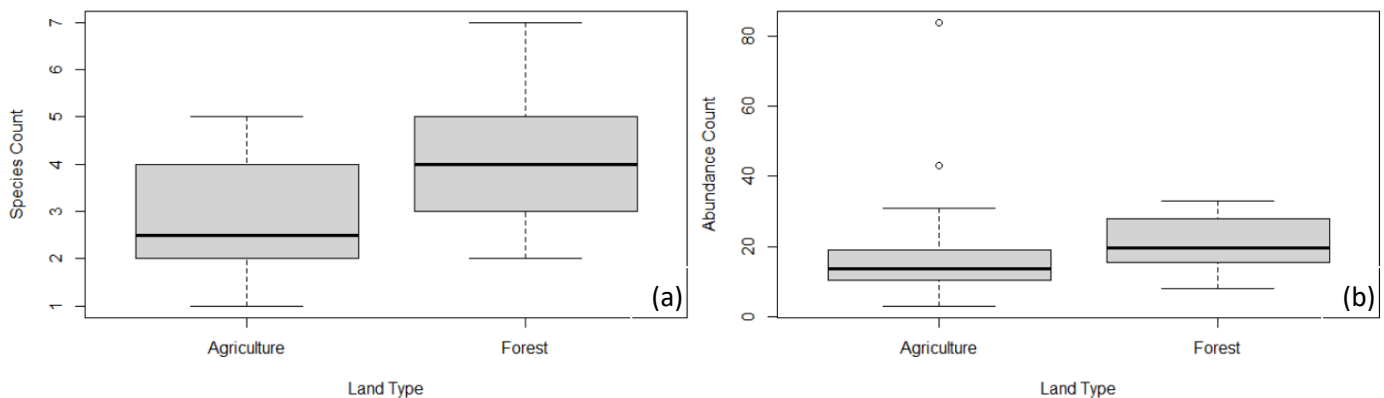 Species Count
7
6
5
4
3
2
1
Agriculture
Forest
Land Type
(a)
Abundance Count
80
60
40
20
0
Agriculture
Forest
Land Type
(b)